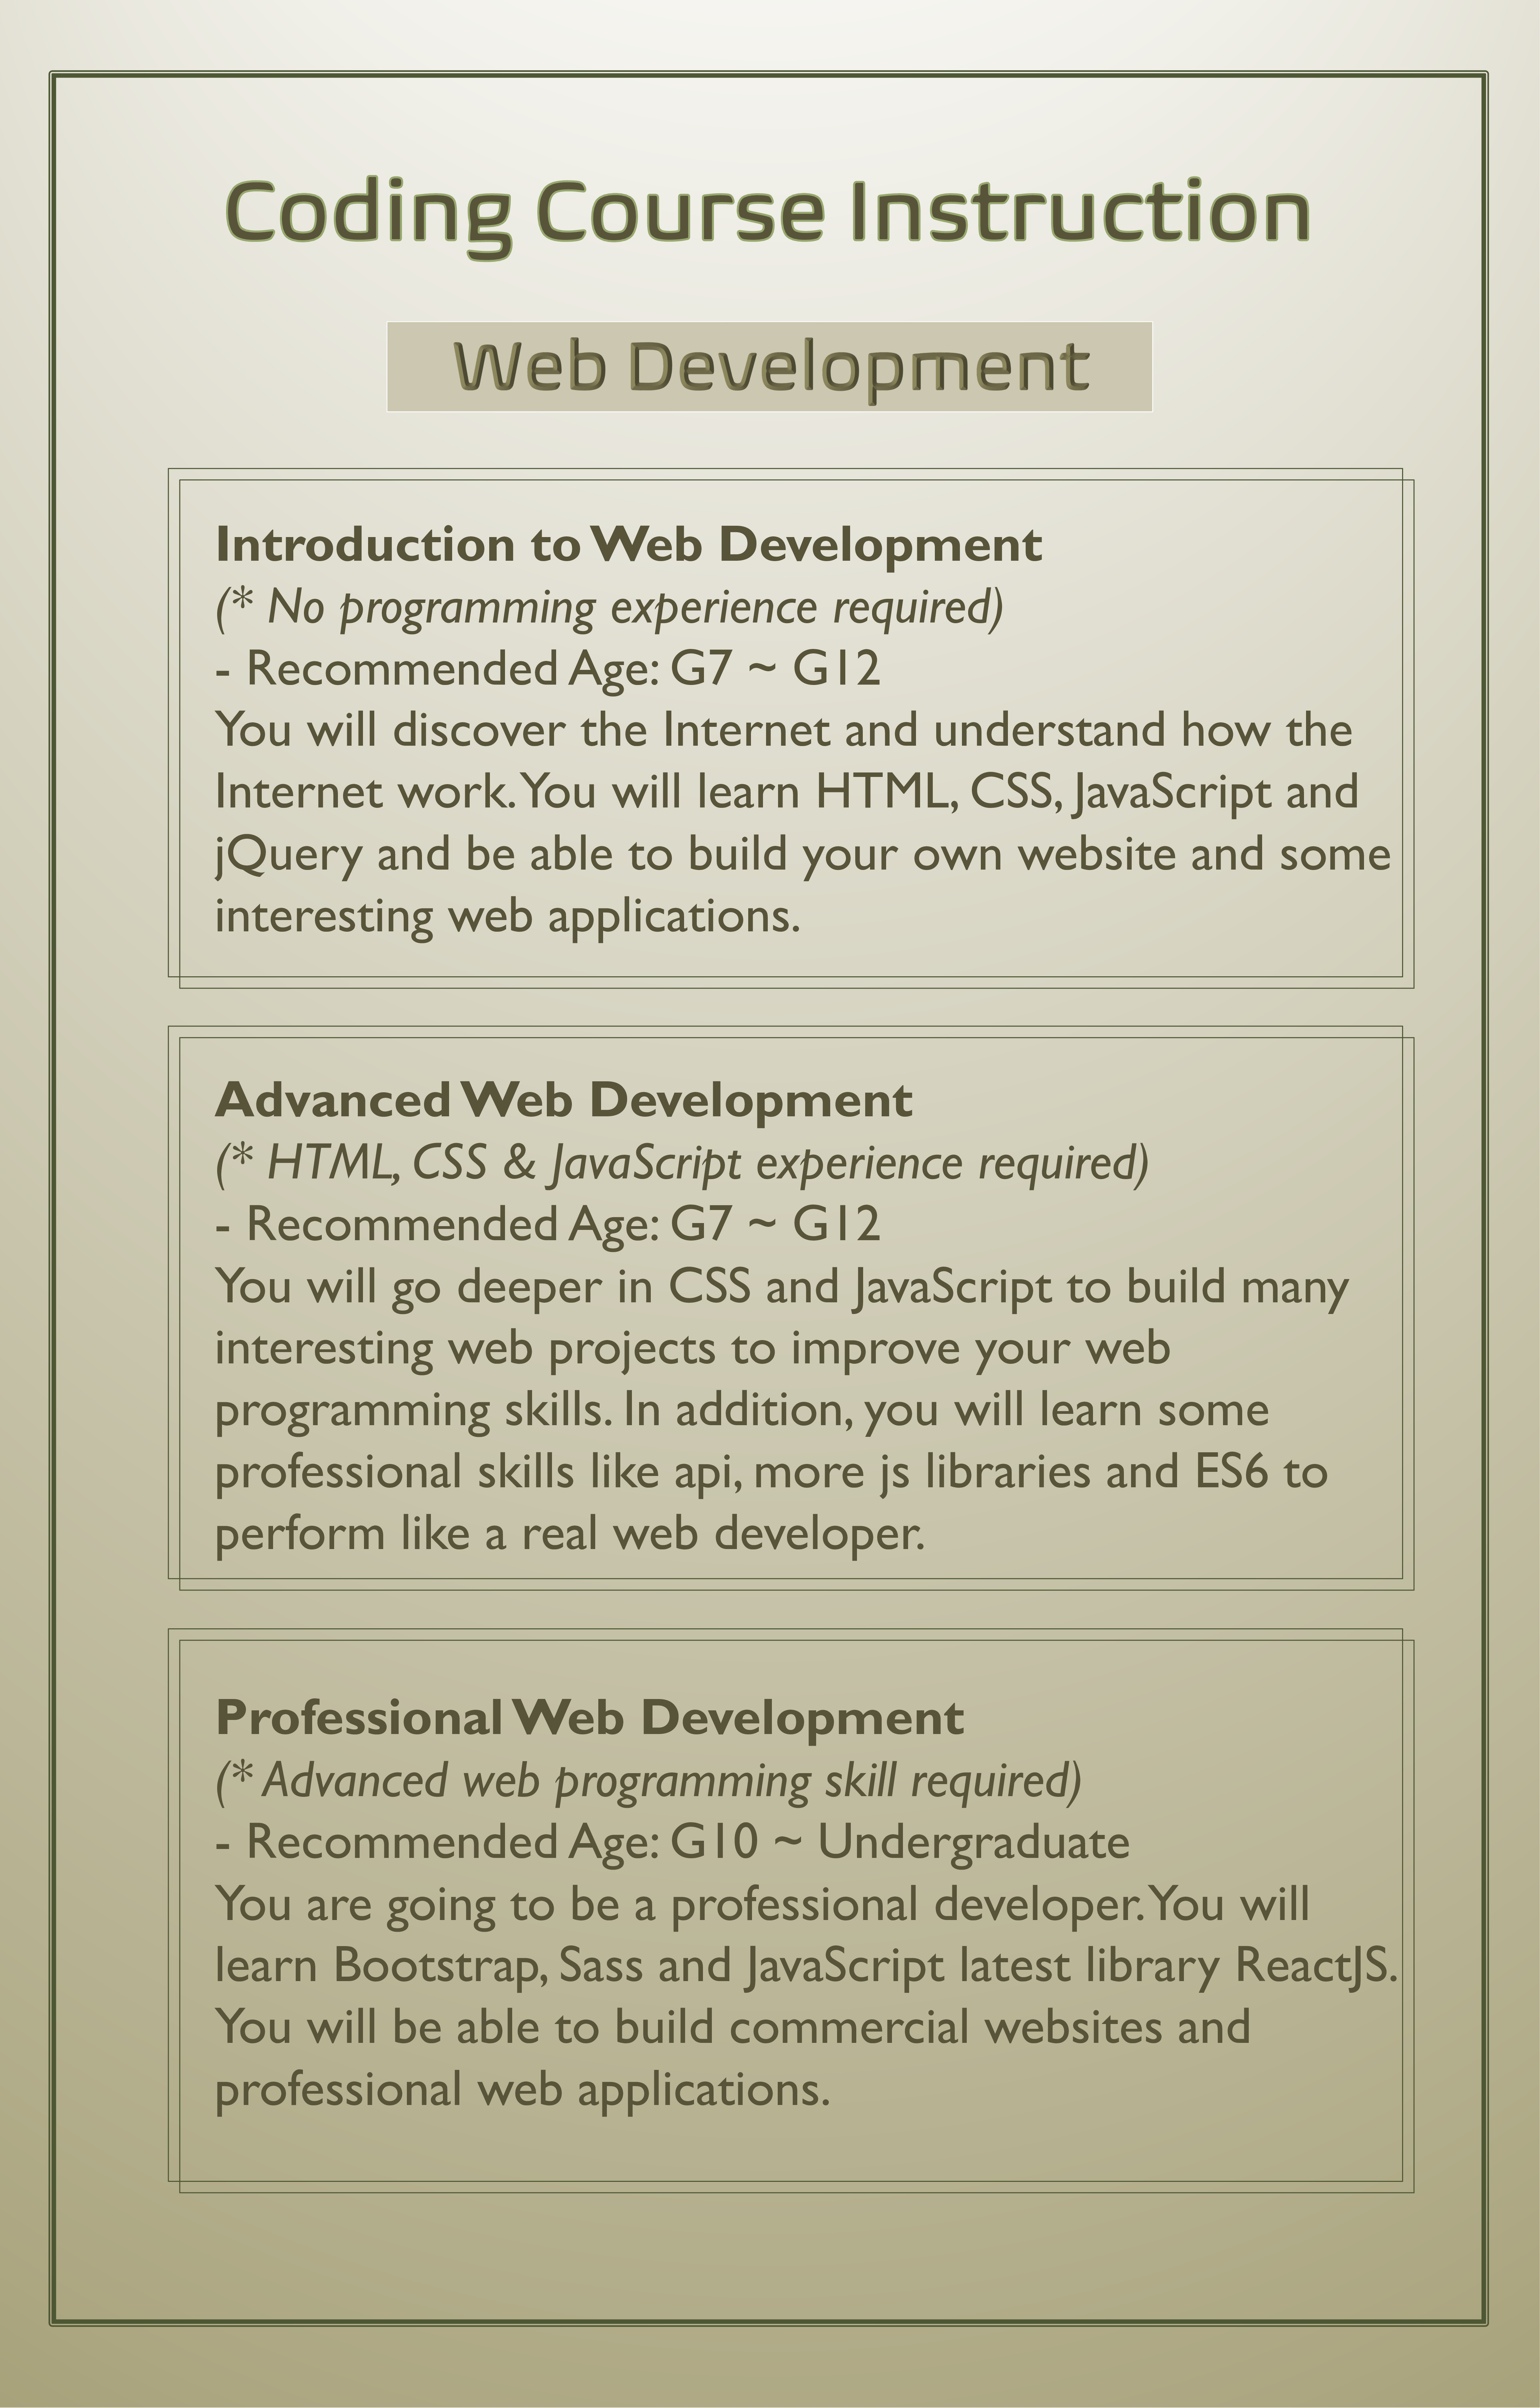 Coding Course Instruction
Web Development
Introduction to Web Development
(* No programming experience required)
- Recommended Age: G7 ~ G12
You will discover the Internet and understand how the
Internet work. You will learn HTML, CSS, JavaScript and
jQuery and be able to build your own website and some
interesting web applications.
Advanced Web Development
(* HTML, CSS & JavaScript experience required)
- Recommended Age: G7 ~ G12
You will go deeper in CSS and JavaScript to build many
interesting web projects to improve your web
programming skills. In addition, you will learn some
professional skills like api, more js libraries and ES6 to
perform like a real web developer.
Professional Web Development
(* Advanced web programming skill required)
- Recommended Age: G10 ~ Undergraduate
You are going to be a professional developer. You will
learn Bootstrap, Sass and JavaScript latest library ReactJS.
You will be able to build commercial websites and
professional web applications.